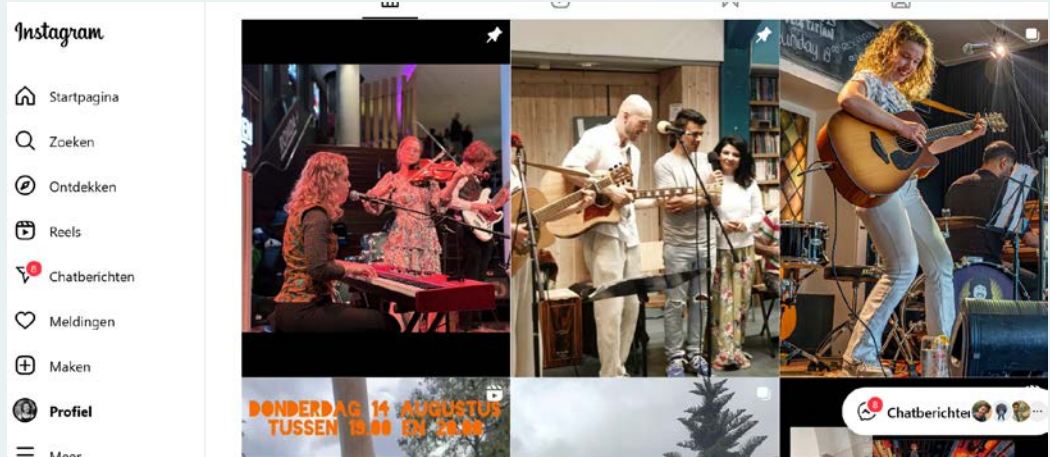 Instagram
Startpagina
Zoeken
Ontdekken
Reels
8
Chatberichten
Meldingen
Maken
Profiel
Meer
DONDERDAG 14 AUGUSTUS
TUSSEN 19.00 EN 20.00
8
Chatberichten